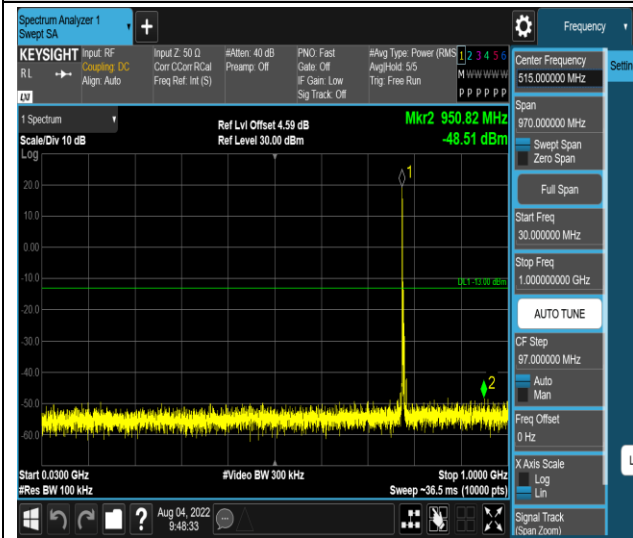 Spectrum Analyzer 1
Swept SA
Frequency
KEYSIGHT
RL
LXI
Input: RF
Coupling: DC
Align: Auto
Input Z: 50 Ω
Corr CCorr RCal
Freq Ref: Int (S)
#Atten: 40 dB
Preamp: Off
PNO: Fast
Gate: Off
IF Gain: Low
Sig Track: Off
#Avg Type: Power (RMS
Avg|Hold: 5/5
Trig: Free Run
1 2 3 4 5 6
M W W W W W
P P P P P P
1 Spectrum
Scale/Div 10 dB
Log
Ref Lvl Offset 4.59 dB
Ref Level 30.00 dBm
Mkr2 950.82 MHz
-48.51 dBm
1
20.0
10.0
0.00
-10.0
DL1 -13.00 dBm
-20.0
-30.0
-40.0
2
-50.0
-60.0
Start 0.0300 GHz
#Res BW 100 kHz
#Video BW 300 kHz
Stop 1.0000 GHz
Sweep ~36.5 ms (10000 pts)
?
Aug 04, 2022
9:48:33
Center Frequency
515.000000 MHz
Settin
Span
970.000000 MHz
Swept Span
Zero Span
Full Span
Start Freq
30.000000 MHz
Stop Freq
1.000000000 GHz
AUTO TUNE
CF Step
97.000000 MHz
Auto
Man
Freq Offset
0 Hz
X Axis Scale
Log
Lin
L
Signal Track
(Span Zoom)